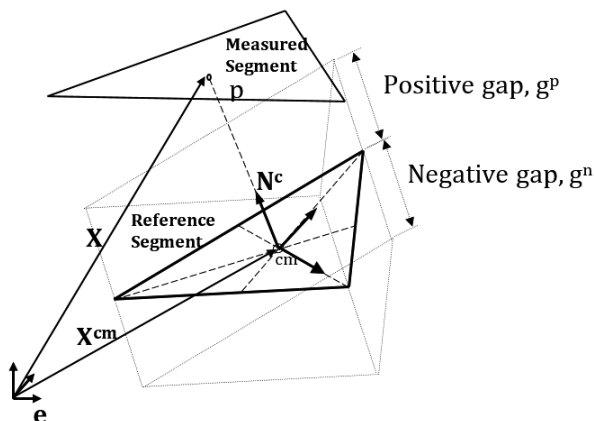 Measured
Segment
p
Positive gap, gᵖ
Negative gap, gⁿ
Nᶜ
Reference
Segment
X
cm
Xᶜᵐ
e